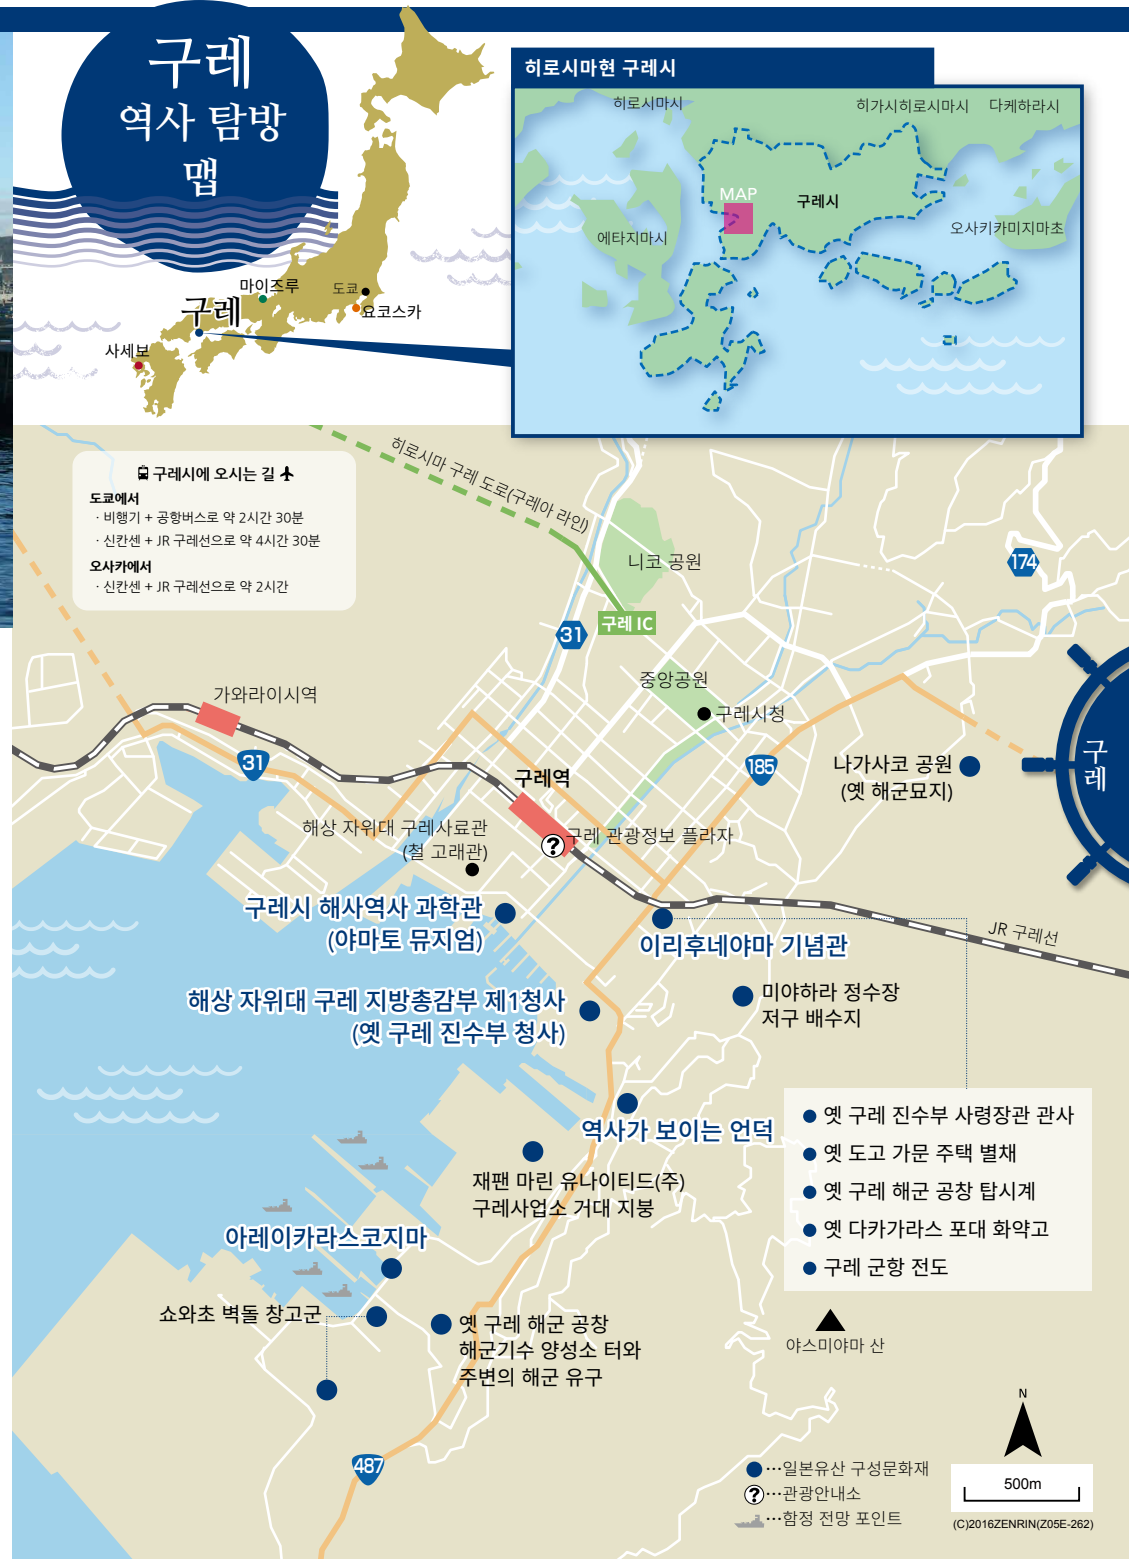 구레
역사 탐방
맵
마이즈루
도쿄
구레
요코스카
사세보
히로시마현 구레시
히로시마시
히가시히로시마시
다케하라시
MAP
구레시
에타지마시
오사키카미지마초
구레시에 오시는 길
도쿄에서
· 비행기 + 공항버스로 약 2시간 30분
· 신칸센 + JR 구레선으로 약 4시간 30분
오사카에서
· 신칸센 + JR 구레선으로 약 2시간
히로시마 구레 도로(구레아 라인)
니코 공원
174
구레 IC
31
중앙공원
가와라이시역
구레시청
31
185
구레
나가사코 공원
(옛 해군묘지)
구레역
해상 자위대 구레사료관
(철 고래관)
?
구레 관광정보 플라자
구레시 해사역사 과학관
(야마토 뮤지엄)
이리후네야마 기념관
JR 구레선
해상 자위대 구레 지방총감부 제1청사
(옛 구레 진수부 청사)
미야하라 정수장
저구 배수지
역사가 보이는 언덕
옛 구레 진수부 사령장관 관사
옛 도고 가문 주택 별채
옛 구레 해군 공창 탑시계
옛 다카가라스 포대 화약고
구레 군항 전도
재팬 마린 유나이티드(주)
구레사업소 거대 지붕
아레이카라스코지마
쇼와초 벽돌 창고군
옛 구레 해군 공창
해군기수 양성소 터와
주변의 해군 유구
야스미야마 산
N
487
···일본유산 구성문화재
?···관광안내소
···함정 전망 포인트
500m
(C)2016ZENRIN(Z05E-262)